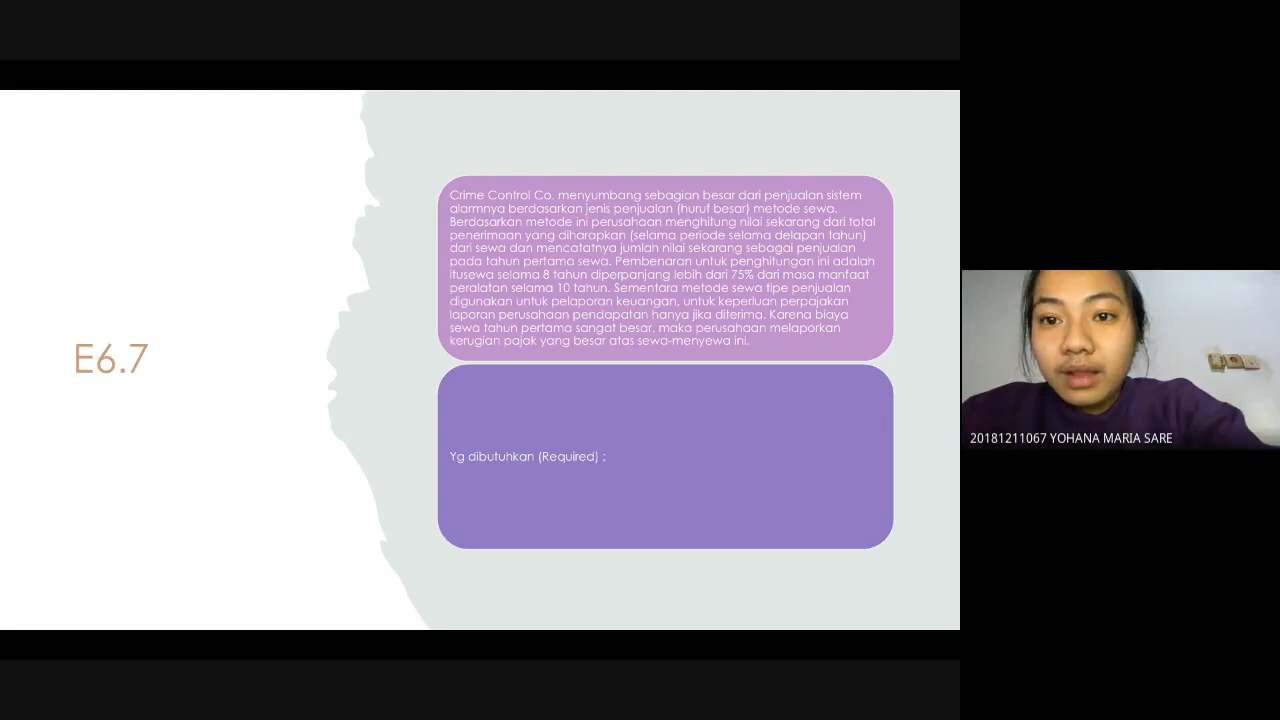 E6.7
Crime Control Co. menyumbang sebagian besar dari penjualan sistem
alarmnya berdasarkan jenis penjualan (huruf besar) metode sewa.
Berdasarkan metode ini perusahaan menghitung nilai sekarang dari total
penerimaan yang diharapkan (selama periode selama delapan tahun)
dari sewa dan mencatatnya jumlah nilai sekarang sebagai penjualan
pada tahun pertama sewa. Pembenaran untuk penghitungan ini adalah
itusewa selama 8 tahun diperpanjang lebih dari 75% dari masa manfaat
peralatan selama 10 tahun. Sementara metode sewa tipe penjualan
digunakan untuk pelaporan keuangan, untuk keperluan perpajakan
laporan perusahaan pendapatan hanya jika diterima. Karena biaya
sewa tahun pertama sangat besar, maka perusahaan melaporkan
kerugian pajak yang besar atas sewa-menyewa ini.
Yg dibutuhkan (Required) ;
20181211067 YOHANA MARIA SARE